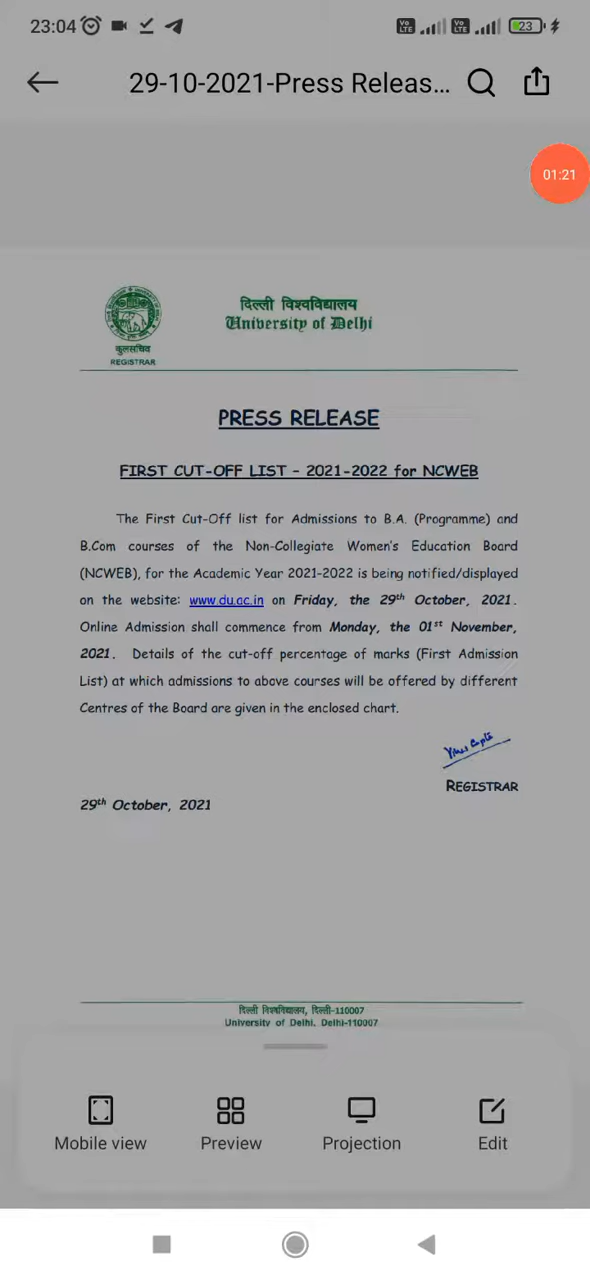 23:04
Vo LTE
Vo LTE
23
29-10-2021-Press Releas...
01:21
दिल्ली विश्वविद्यालय
University of Delhi
कुलसचिव
REGISTRAR
PRESS RELEASE
FIRST CUT-OFF LIST - 2021-2022 for NCWEB
The First Cut-Off list for Admissions to B.A. (Programme) and
B.Com courses of the Non-Collegiate Women's Education Board
(NCWEB), for the Academic Year 2021-2022 is being notified/displayed
on the website: www.du.ac.in on Friday, the 29th October, 2021.
Online Admission shall commence from Monday, the 01st November,
2021. Details of the cut-off percentage of marks (First Admission
List) at which admissions to above courses will be offered by different
Centres of the Board are given in the enclosed chart.
REGISTRAR
29th October, 2021
दिल्ली विश्वविद्यालय, दिल्ली-110007
University of Delhi, Delhi-110007
Mobile view
Preview
Projection
Edit